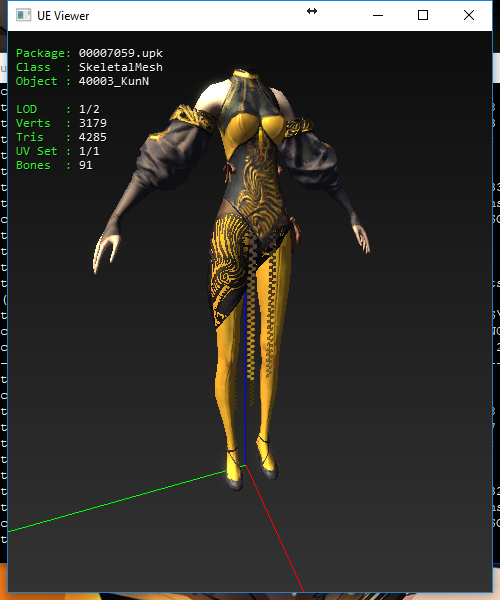 UE Viewer
Package: 00007059.upk
Class : SkeletalMesh
Object : 40003_KunN
LOD : 1/2
Verts : 3179
Tris : 4285
UV Set : 1/1
Bones : 91